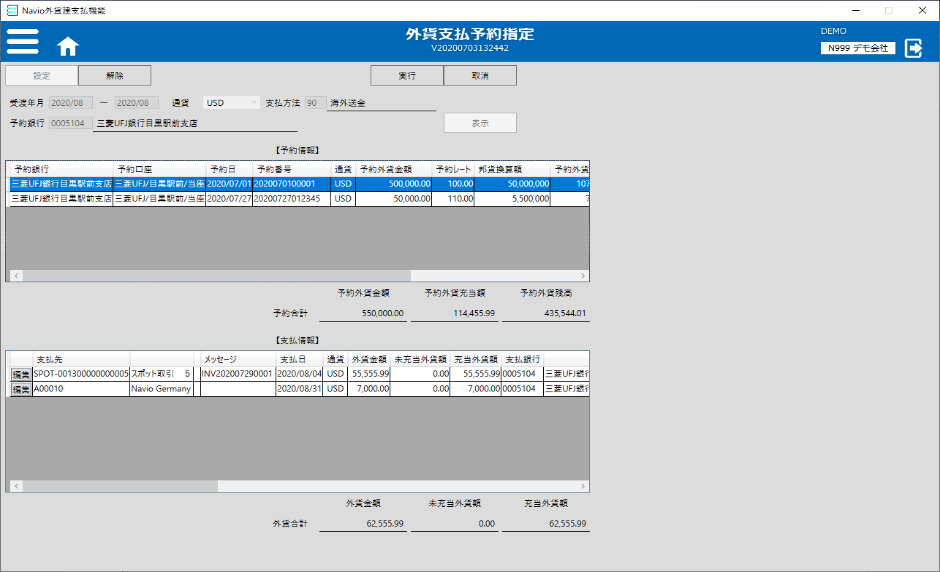 Navio外貨建支払機能
外貨支払予約指定
V20200703132442
DEMO
N999 デモ会社
設定 解除 実行 取消
受渡年月 2020/08 ー 2020/08 通貨 USD 支払方法 90 海外送金
予約銀行 0005104 三菱UFJ銀行目黒駅前支店 表示
【予約情報】
予約銀行 予約口座 予約日 予約番号 通貨 予約外貨金額 予約レート 邦貨換算額 予約外貨
三菱UFJ銀行目黒駅前支店 三菱UFJ/目黒駅前/当座 2020/07/01 2020070100001 USD 500,000.00 100.00 50,000,000 107
三菱UFJ銀行目黒駅前支店 三菱UFJ/目黒駅前/当座 2020/07/27 20200727012345 USD 50,000.00 110.00 5,500,000 7
予約外貨金額 予約外貨充当額 予約外貨残高
予約合計 550,000.00 114,455.99 435,544.01
【支払情報】
支払先 メッセージ 支払日 通貨 外貨金額 未充当外貨額 充当外貨額 支払銀行
編集 SPOT-001300000000005 スポット取引 5 INV202007290001 2020/08/04 USD 55,555.99 0.00 55,555.99 0005104 三菱UFJ銀行
編集 A00010 Navio Germany 2020/08/31 USD 7,000.00 0.00 7,000.00 0005104 三菱UFJ銀行
外貨金額 未充当外貨額 充当外貨額
外貨合計 62,555.99 0.00 62,555.99